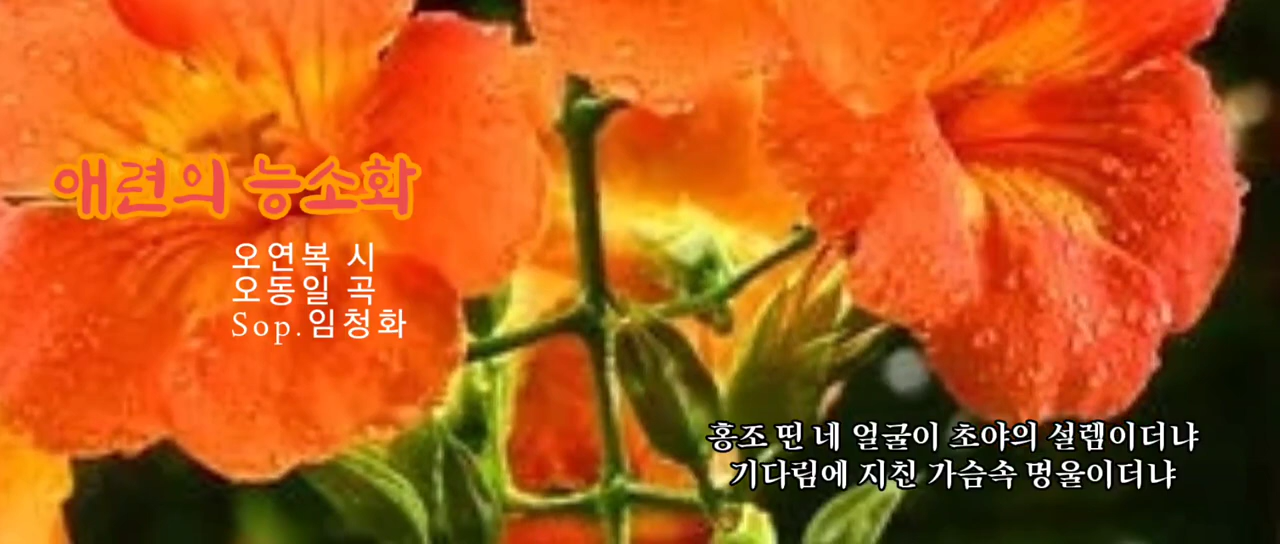 애련의 능소화
오연복 시
오동일 곡
Sop.임청화
홍조 띤 네 얼굴이 초야의 설렘이더냐
기다림에 지친 가슴속 멍울이더냐